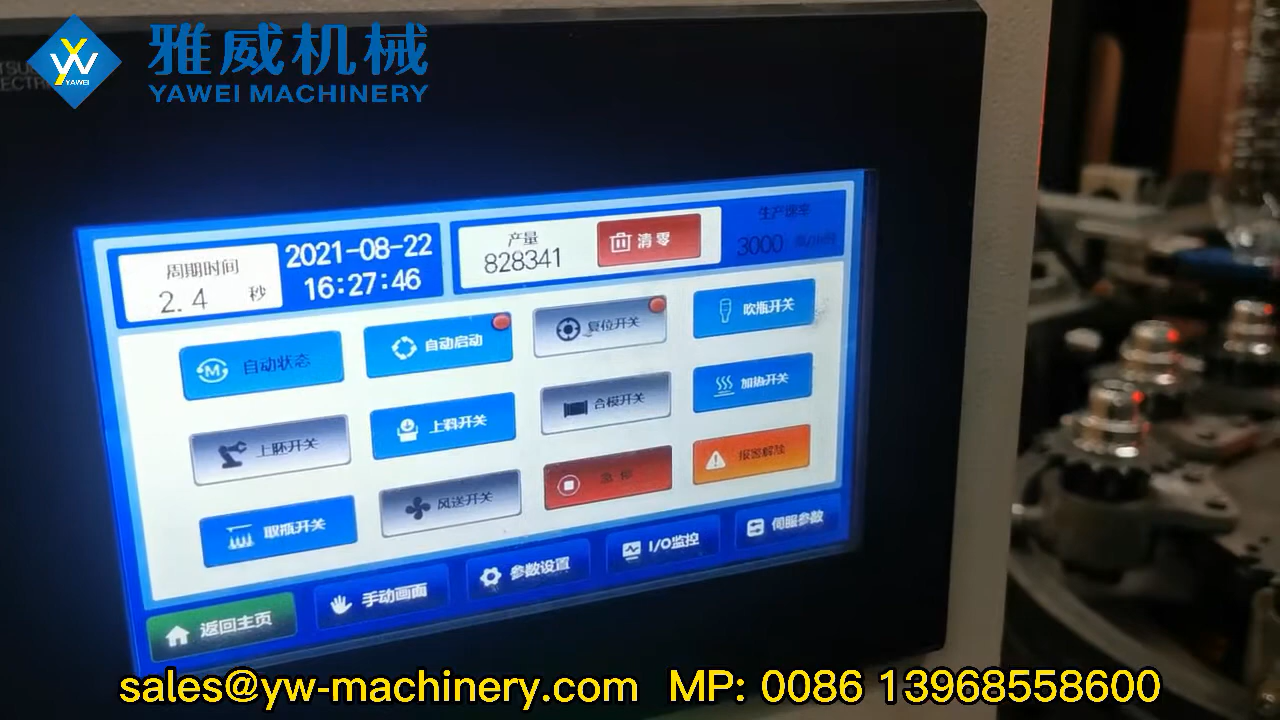 雅威机械
YAWEI MACHINERY
YW
YAWEI
周期时间
2.4 秒
2021-08-22
16:27:46
产量
828341
清零
生产速率
3000
自动状态
自动启动
复位开关
吹瓶开关
上胚开关
上料开关
合模开关
加热开关
取瓶开关
风送开关
急停
报警解除
返回主页
手动画面
参数设置
I/O监控
伺服参数
sales@yw-machinery.com MP: 0086 13968558600